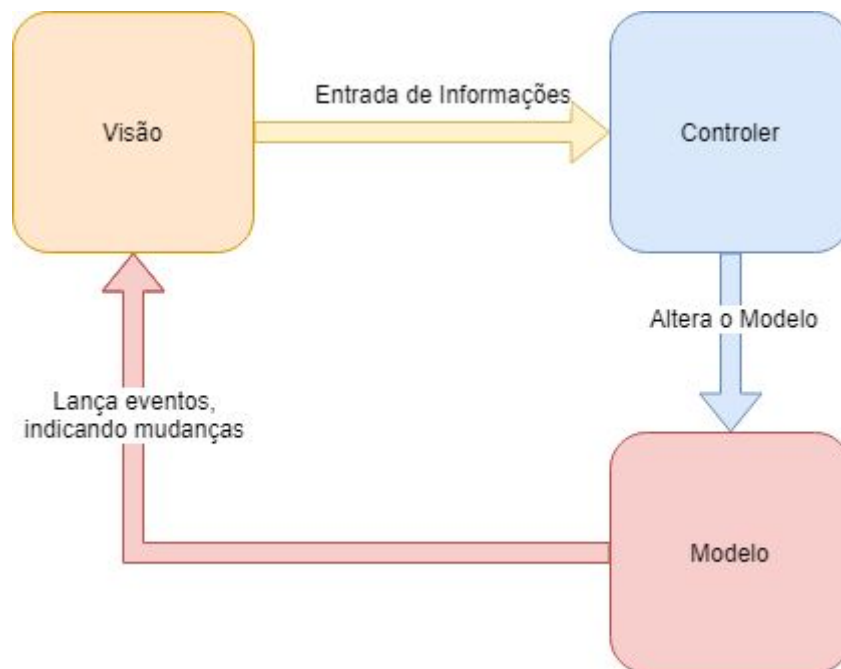 Visão
Entrada de Informações
Controler
Altera o Modelo
Lança eventos,
indicando mudanças
Modelo